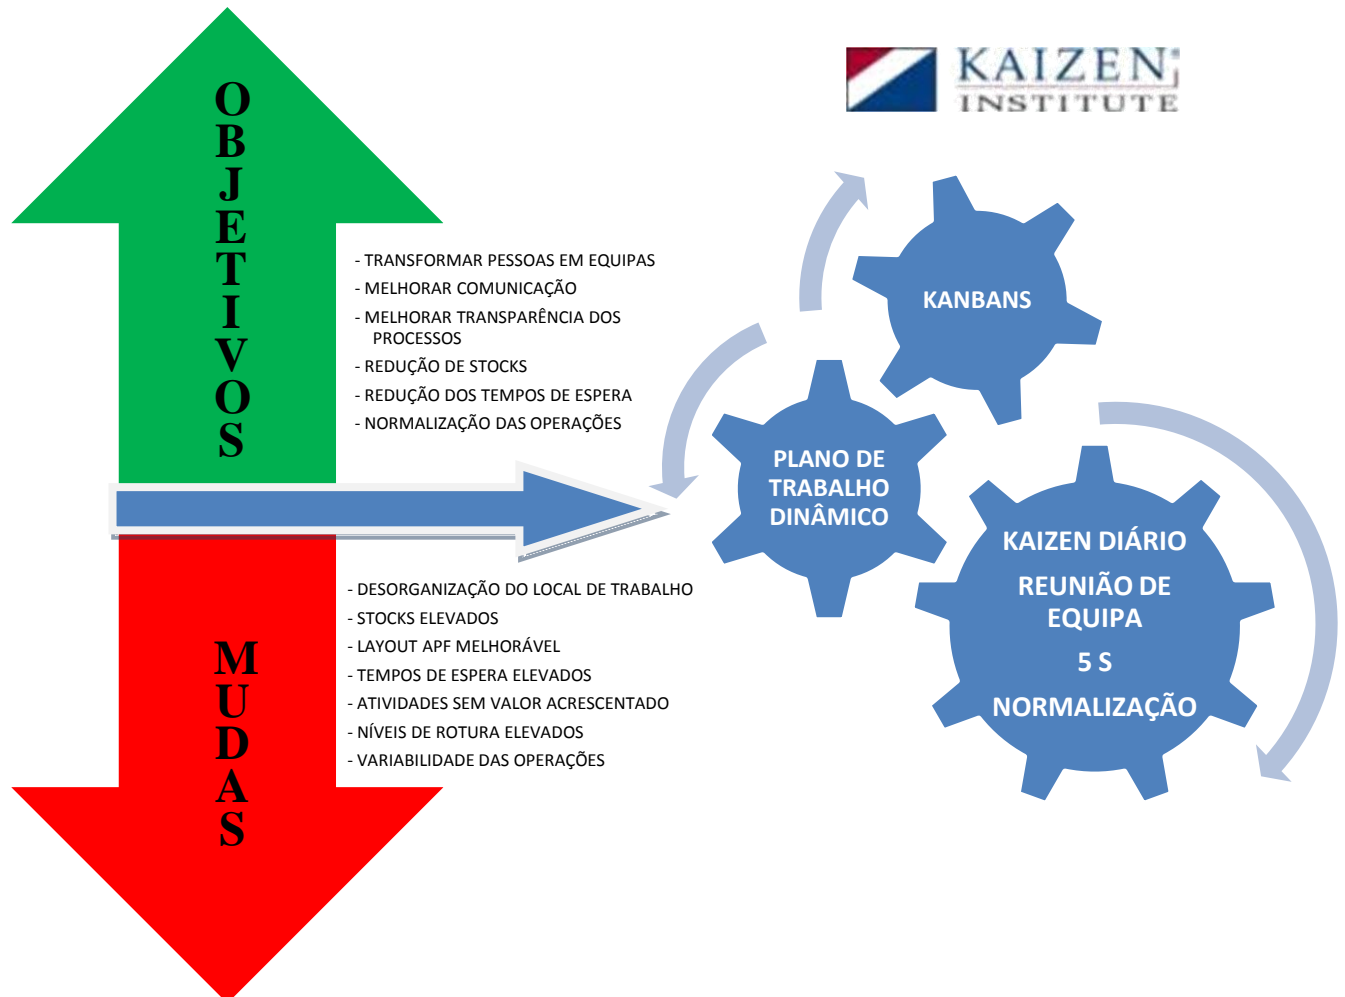 OBJETIVOS
KAIZEN
INSTITUTE
- TRANSFORMAR PESSOAS EM EQUIPAS
- MELHORAR COMUNICAÇÃO
- MELHORAR TRANSPARÊNCIA DOS
PROCESSOS
- REDUÇÃO DE STOCKS
- REDUÇÃO DOS TEMPOS DE ESPERA
- NORMALIZAÇÃO DAS OPERAÇÕES
KANBANS
PLANO DE
TRABALHO
DINÂMICO
KAIZEN DIÁRIO
REUNIÃO DE
EQUIPA
5 S
NORMALIZAÇÃO
MUDAS
- DESORGANIZAÇÃO DO LOCAL DE TRABALHO
- STOCKS ELEVADOS
- LAYOUT APF MELHORÁVEL
- TEMPOS DE ESPERA ELEVADOS
- ATIVIDADES SEM VALOR ACRESCENTADO
- NÍVEIS DE ROTURA ELEVADOS
- VARIABILIDADE DAS OPERAÇÕES